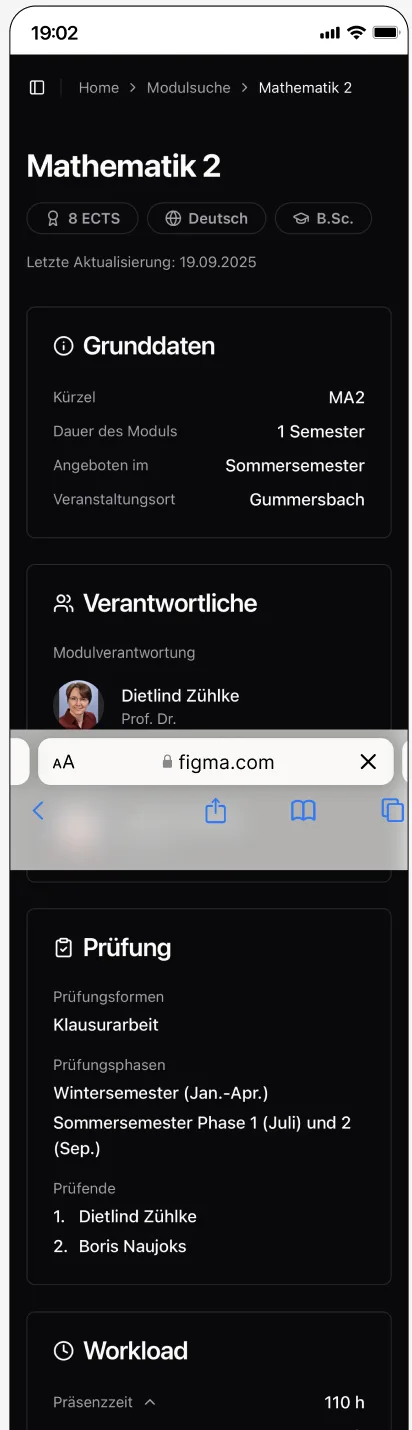 19:02
Home > Modulsuche > Mathematik 2
Mathematik 2
8 ECTS Deutsch B.Sc.
Letzte Aktualisierung: 19.09.2025
Grunddaten
Kürzel MA2
Dauer des Moduls 1 Semester
Angeboten im Sommersemester
Veranstaltungsort Gummersbach
Verantwortliche
Modulverantwortung
Dietlind Zühlke
Prof. Dr.
AA figma.com
Prüfung
Prüfungsformen
Klausurarbeit
Prüfungsphasen
Wintersemester (Jan.-Apr.)
Sommersemester Phase 1 (Juli) und 2
(Sep.)
Prüfende
1. Dietlind Zühlke
2. Boris Naujoks
Workload
Präsenzzeit 110 h